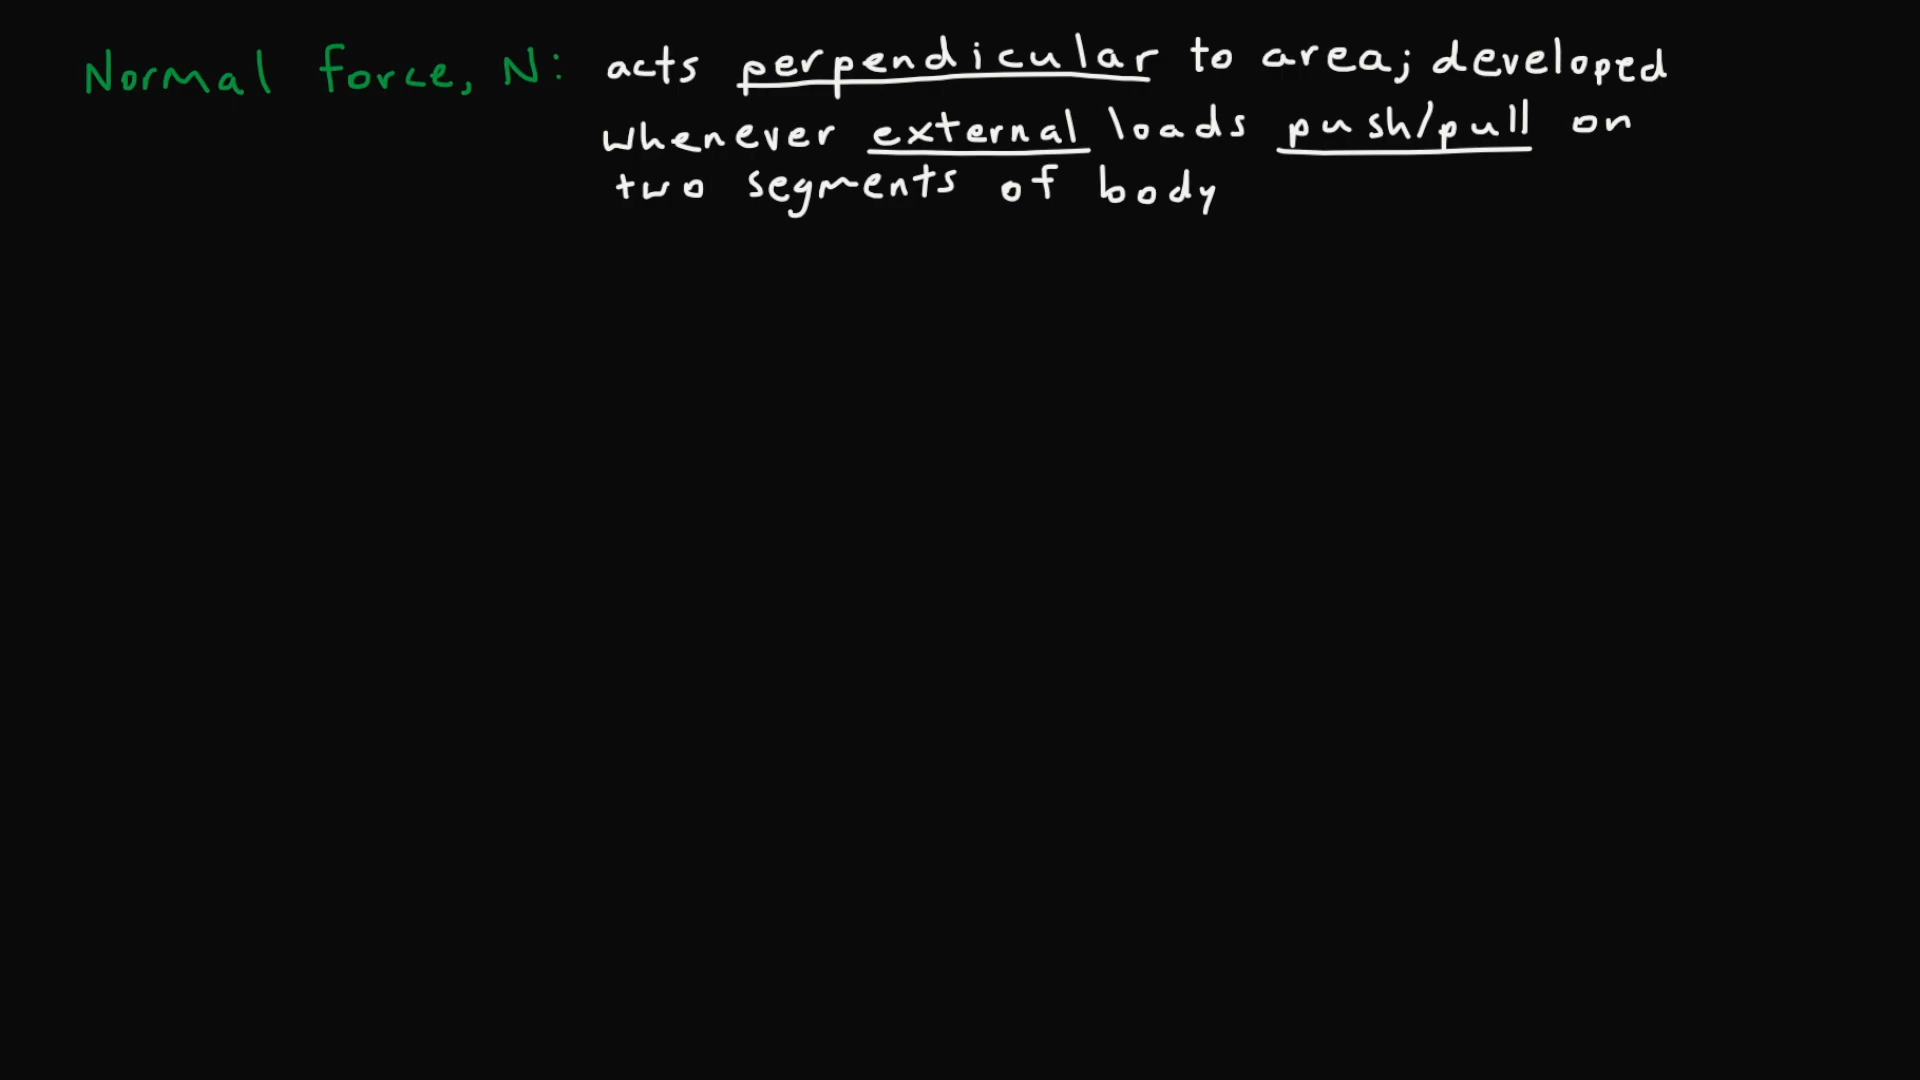 Normal force, N: acts perpendicular to area; developed
whenever external loads push/pull on
two segments of body